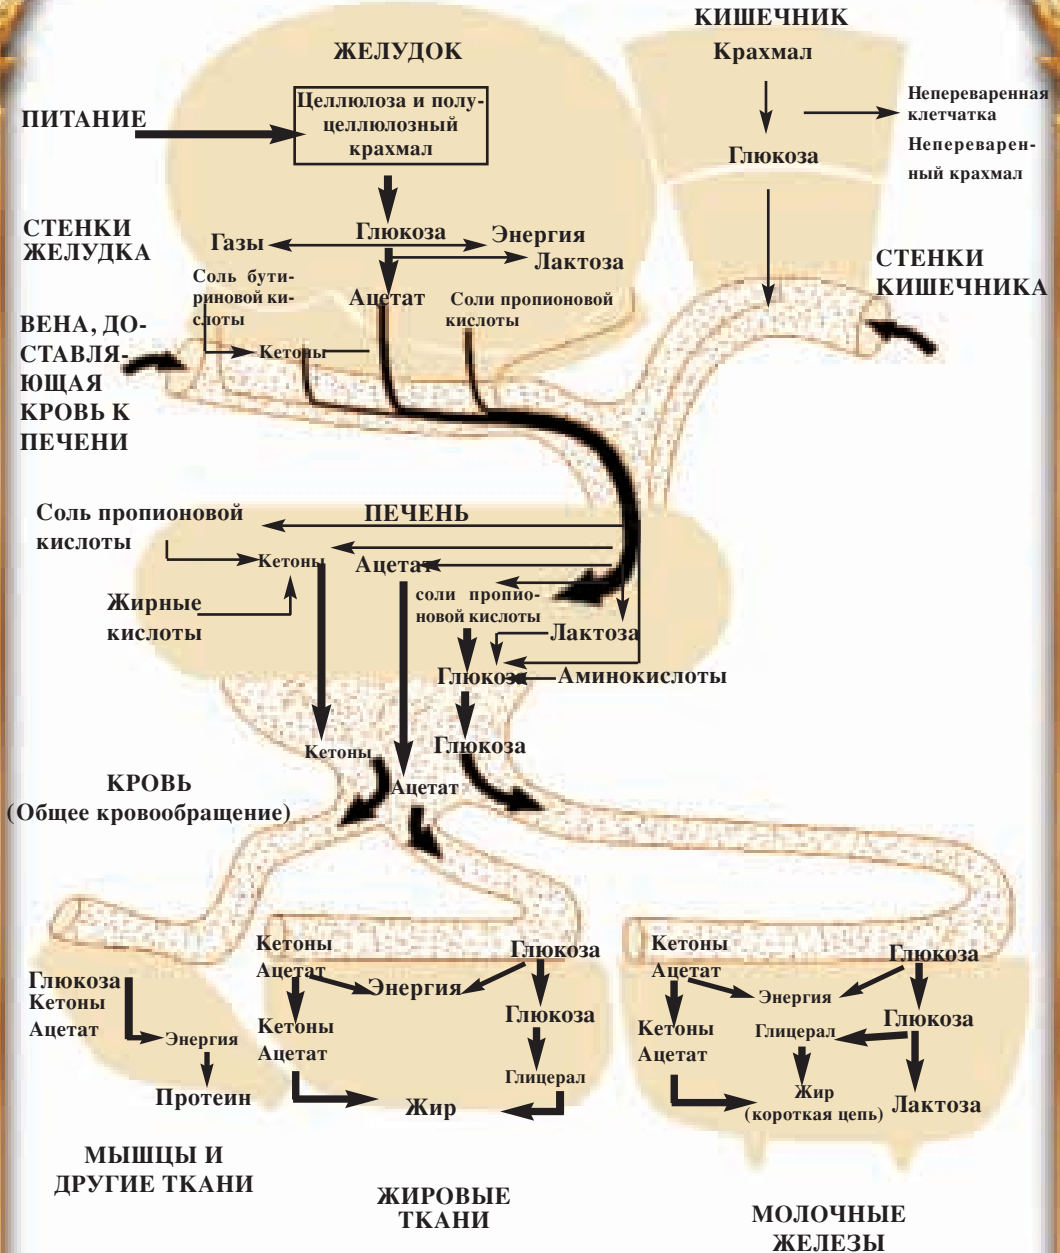 КИШЕЧНИК
ЖЕЛУДОК
Крахмал
ПИТАНИЕ
Целлюлоза и полу-
целлюлозный
крахмал
Непереваренная
клетчатка
Непереварен-
ный крахмал
Глюкоза
СТЕНКИ
ЖЕЛУДКА
Газы
Глюкоза
Энергия
Лактоза
СТЕНКИ
КИШЕЧНИКА
Соль бути-
риновой ки-
слоты
Ацетат
Соли пропионовой
кислоты
Кетоны
ВЕНА, ДО-
СТАВЛЯ-
ЮЩАЯ
КРОВЬ К
ПЕЧЕНИ
Соль пропионовой
кислоты
ПЕЧЕНЬ
Кетоны
Ацетат
Жирные
кислоты
соли пропио-
новой кислоты
Лактоза
Глюкоза
Аминокислоты
Кетоны
Глюкоза
Ацетат
КРОВЬ
(Общее кровообращение)
Глюкоза
Кетоны
Ацетат
Энергия
Протеин
МЫШЦЫ И
ДРУГИЕ ТКАНИ
Кетоны
Ацетат
Глюкоза
Энергия
Кетоны
Ацетат
Глюкоза
Глицерал
Жир
ЖИРОВЫЕ
ТКАНИ
Кетоны
Ацетат
Глюкоза
Энергия
Кетоны
Ацетат
Глицерал
Глюкоза
Жир
(короткая цепь)
Лактоза
МОЛОЧНЫЕ
ЖЕЛЕЗЫ